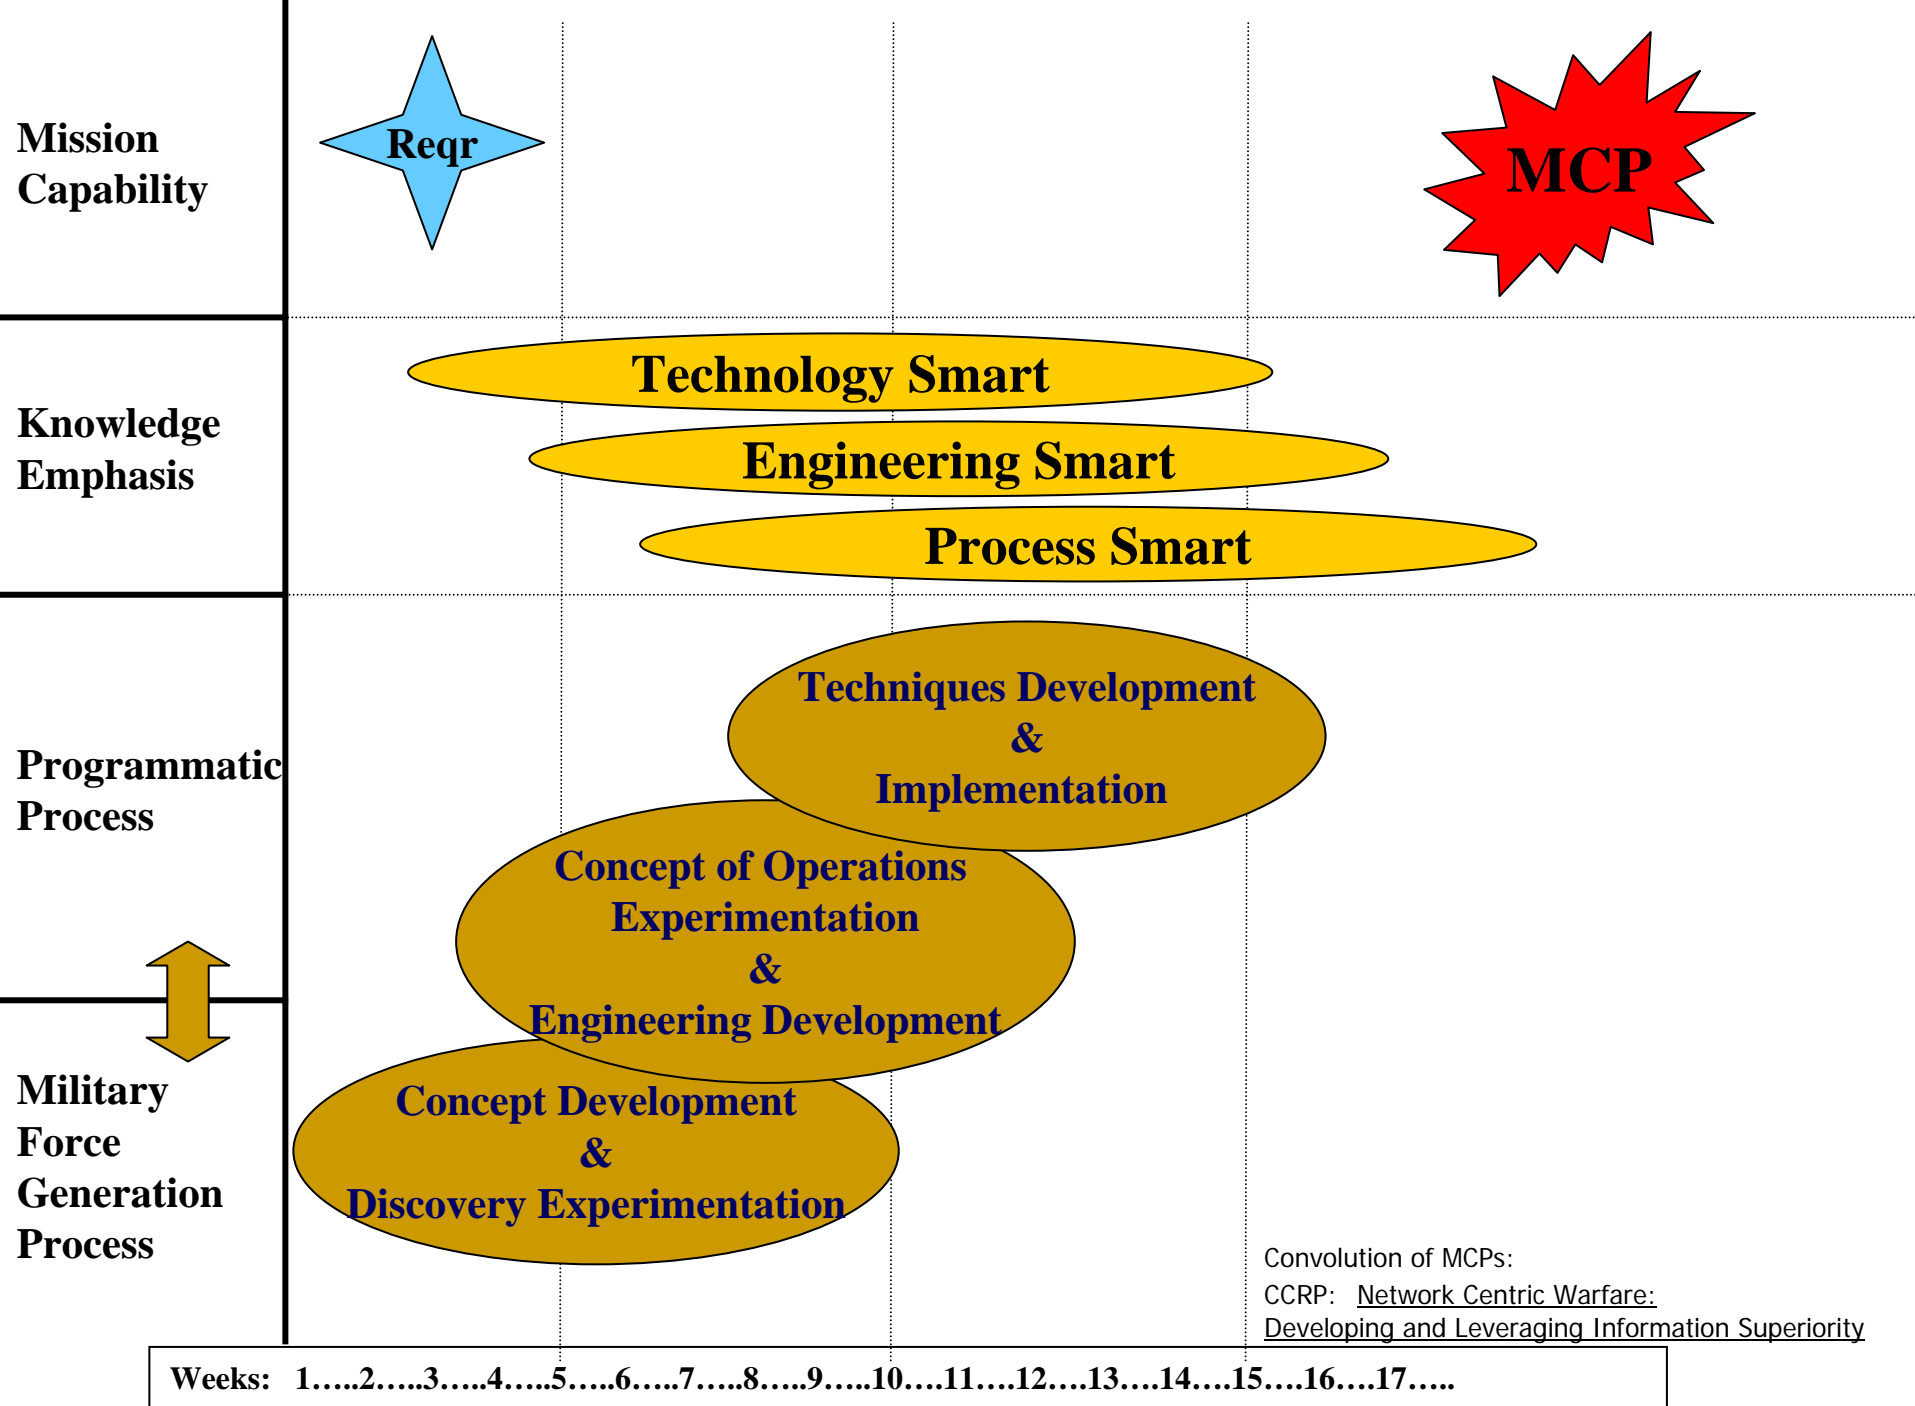 Mission
Capability
Reqr
MCP
Knowledge
Emphasis
Technology Smart
Engineering Smart
Process Smart
Programmatic
Process
Techniques Development
&
Implementation
Concept of Operations
Experimentation
&
Engineering Development
Military
Force
Generation
Process
Concept Development
&
Discovery Experimentation
Convolution of MCPs:
CCRP: Network Centric Warfare:
Developing and Leveraging Information Superiority
Weeks: 1…..2…..3…..4…..5…..6…..7…..8…..9…..10….11….12….13….14….15….16….17…..